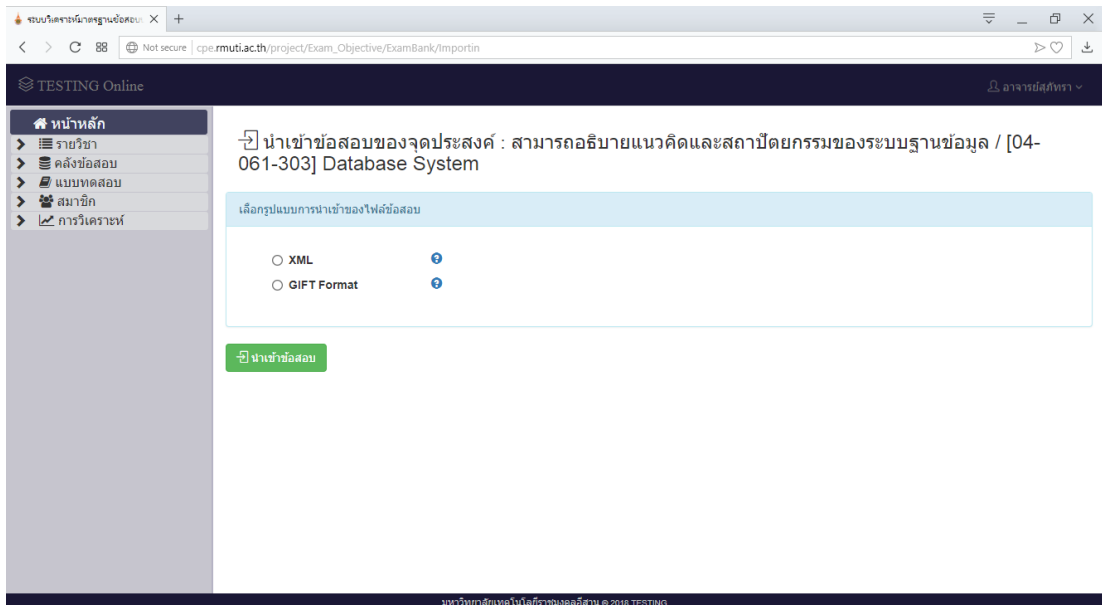 ระบบวิเคราะห์มาตรฐานข้อสอบ
Not secure cpe.rmuti.ac.th/project/Exam_Objective/ExamBank/Importin
TESTING Online
อาจารย์สุภัทรา
หน้าหลัก
รายวิชา
คลังข้อสอบ
แบบทดสอบ
สมาชิก
การวิเคราะห์
นำเข้าข้อสอบของจุดประสงค์ : สามารถอธิบายแนวคิดและสถาปัตยกรรมของระบบฐานข้อมูล / [04-
061-303] Database System
เลือกรูปแบบการนำเข้าของไฟล์ข้อสอบ
XML
GIFT Format
นำเข้าข้อสอบ
มหาวิทยาลัยเทคโนโลยีราชมงคลอีสาน © 2018 TESTING